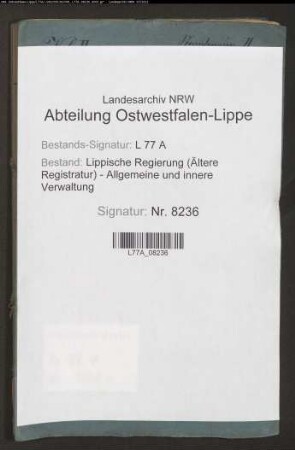 Landesarchiv NRW
Abteilung Ostwestfalen-Lippe
Bestands-Signatur: L 77 A
Bestand: Lippische Regierung (Ältere
Registratur) - Allgemeine und innere
Verwaltung
Signatur: Nr. 8236
L77A_08236